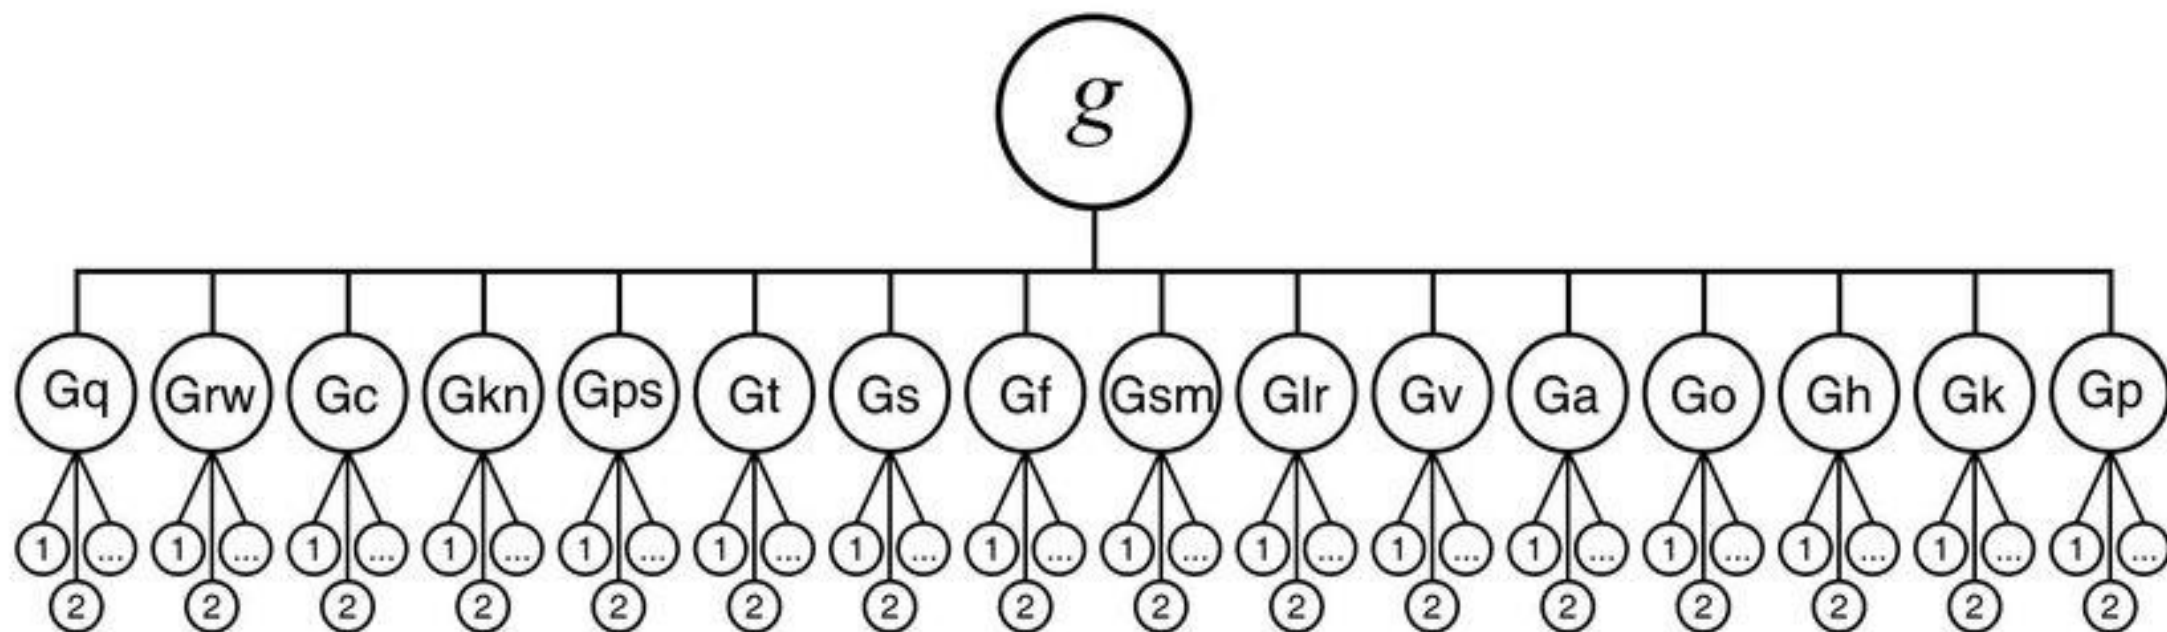 g
Gq Grw Gc Gkn Gps Gt Gs Gf Gsm Glr Gv Ga Go Gh Gk Gp
1 ... 1 ... 1 ... 1 ... 1 ... 1 ... 1 ... 1 ... 1 ... 1 ... 1 ... 1 ... 1 ... 1 ... 1 ... 1 ...
2 2 2 2 2 2 2 2 2 2 2 2 2 2 2 2